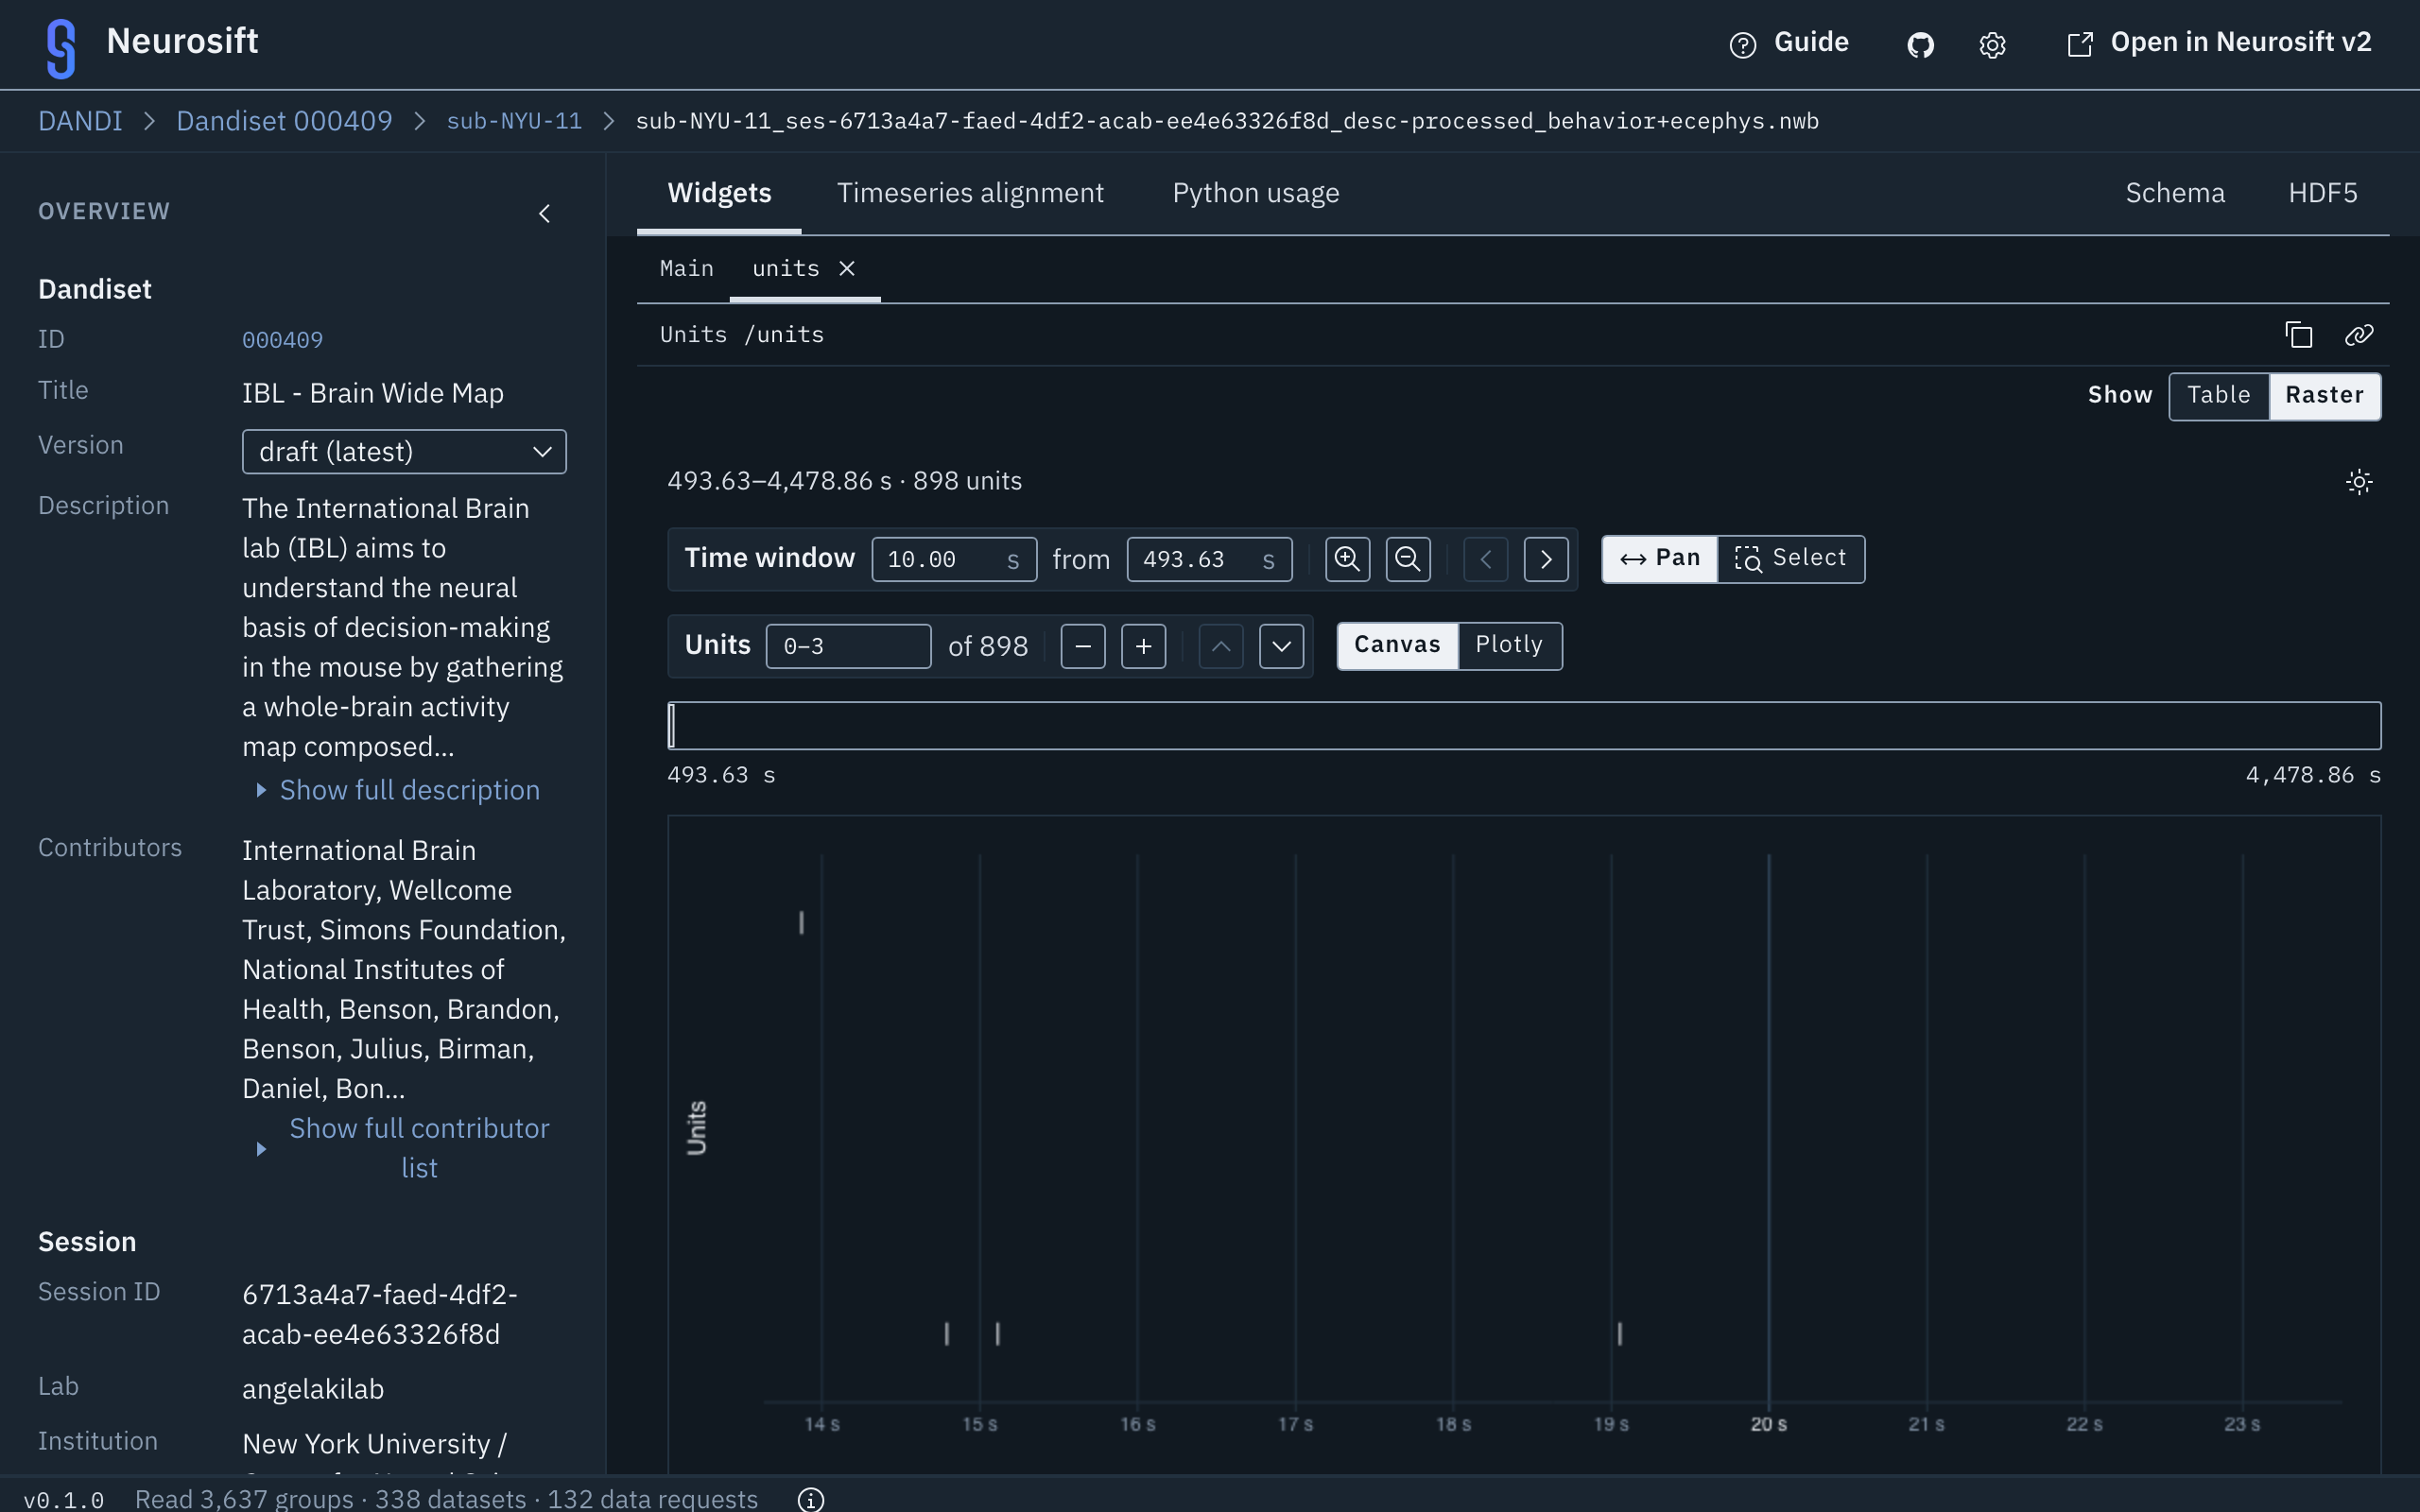 Neurosift
Guide
Open in Neurosift v2
DANDI > Dandiset 000409 > sub-NYU-11 > sub-NYU-11_ses-6713a4a7-faed-4df2-acab-ee4e63326f8d_desc-processed_behavior+ecephys.nwb
OVERVIEW
Dandiset
ID 000409
Title IBL - Brain Wide Map
Version draft (latest)
Description The International Brain
lab (IBL) aims to
understand the neural
basis of decision-making
in the mouse by gathering
a whole-brain activity
map composed...
Show full description
Contributors International Brain
Laboratory, Wellcome
Trust, Simons Foundation,
National Institutes of
Health, Benson, Brandon,
Benson, Julius, Birman,
Daniel, Bon...
Show full contributor
list
Session
Session ID 6713a4a7-faed-4df2-
acab-ee4e63326f8d
Lab angelakilab
Institution New York University /
Widgets Timeseries alignment Python usage Schema HDF5
Main units
Units /units
Show Table Raster
493.63–4,478.86 s · 898 units
Time window 10.00 s from 493.63 s Pan Select
Units 0–3 of 898 Canvas Plotly
493.63 s 4,478.86 s
Units
14 s 15 s 16 s 17 s 18 s 19 s 20 s 21 s 22 s 23 s
v0.1.0 Read 3,637 groups · 338 datasets · 132 data requests